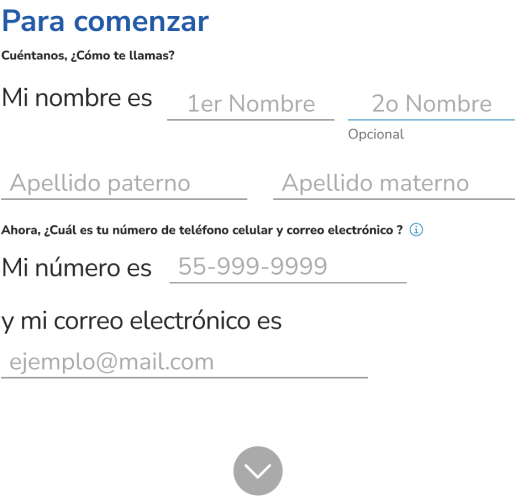 Para comenzar
Cuéntanos, ¿Cómo te llamas?
Mi nombre es 1er Nombre 2o Nombre
Opcional
Apellido paterno Apellido materno
Ahora, ¿Cuál es tu número de teléfono celular y correo electrónico ?
Mi número es 55-999-9999
y mi correo electrónico es
ejemplo@mail.com